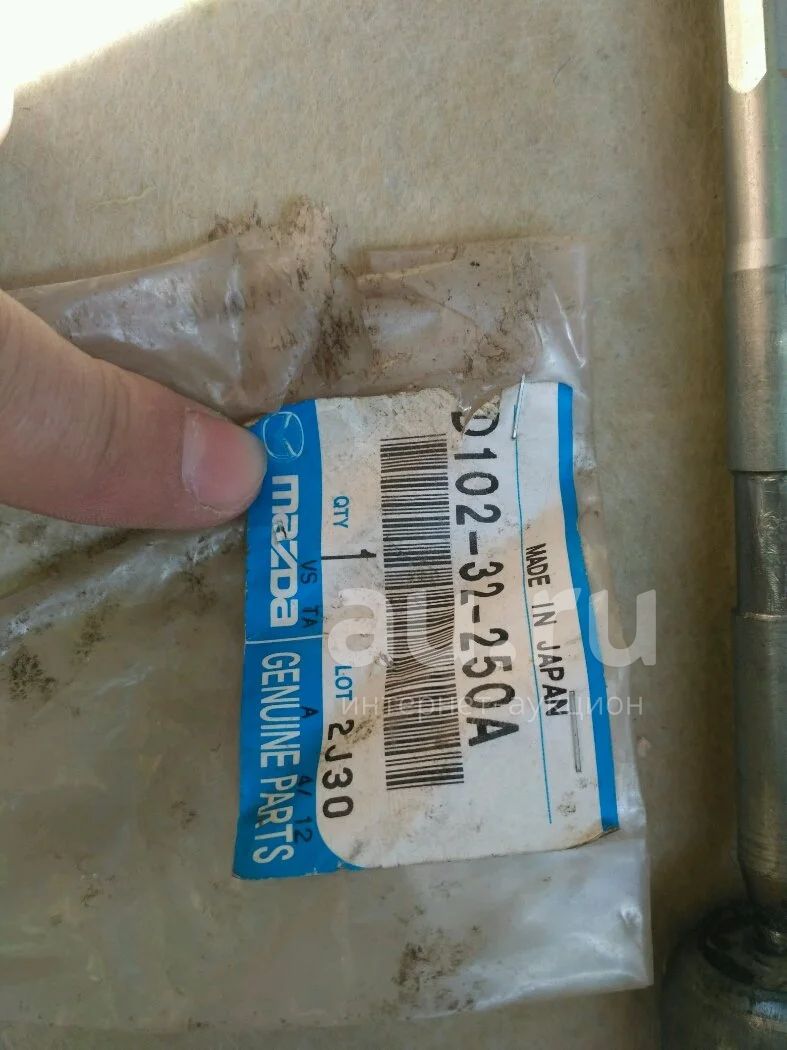 D102-32-250A
MADE IN JAPAN
QTY 1
LOT 2J30
VS TA A 4/ 12
mazDa GENUINE PARTS
au.ru
интернет-аукцион